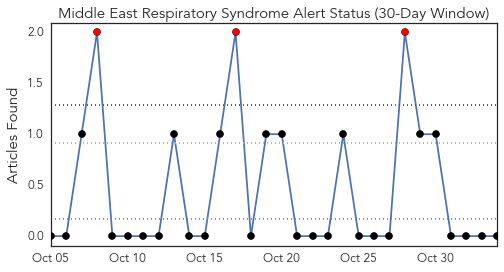 Middle East Respiratory Syndrome Alert Status (30-Day Window)
Articles Found
2.0
1.5
1.0
0.5
0.0
Oct 05 Oct 10 Oct 15 Oct 20 Oct 25 Oct 30